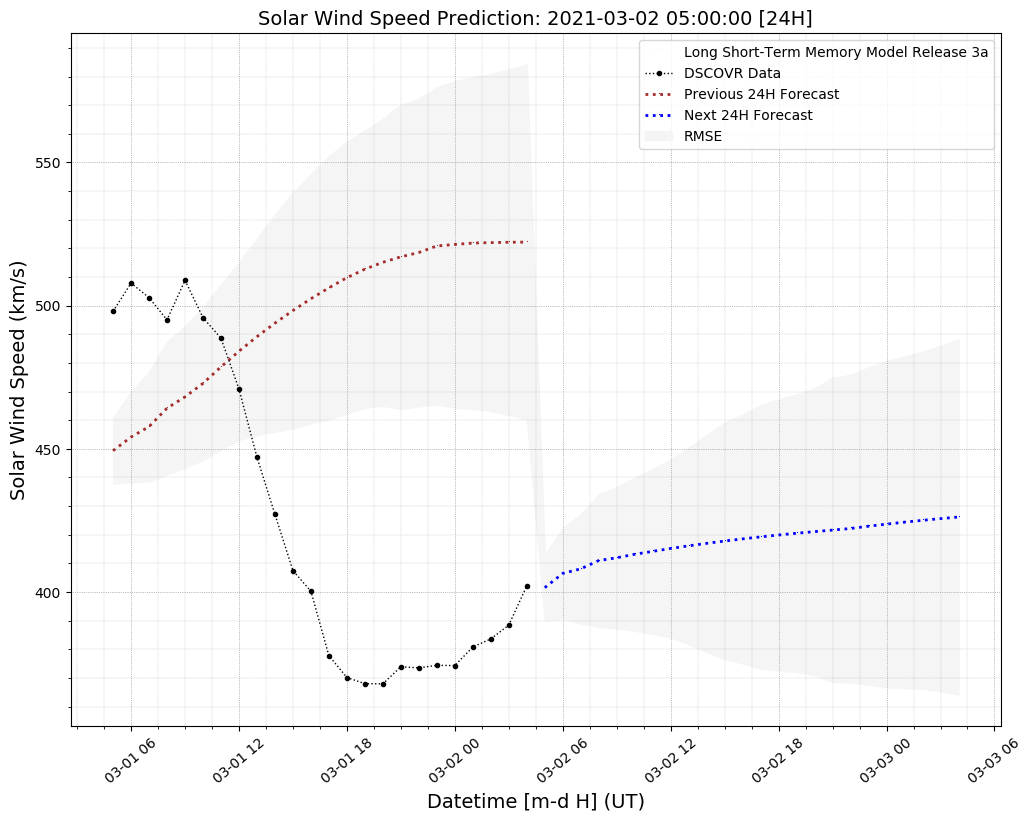 Solar Wind Speed Prediction: 2021-03-02 05:00:00 [24H]
Long Short-Term Memory Model Release 3a
DSCOVR Data
Previous 24H Forecast
Next 24H Forecast
RMSE
Solar Wind Speed (km/s)
550
500
450
400
03-01 06
03-01 12
03-01 18
03-02 00
03-02 06
03-02 12
03-02 18
03-03 00
03-03 06
Datetime [m-d H] (UT)